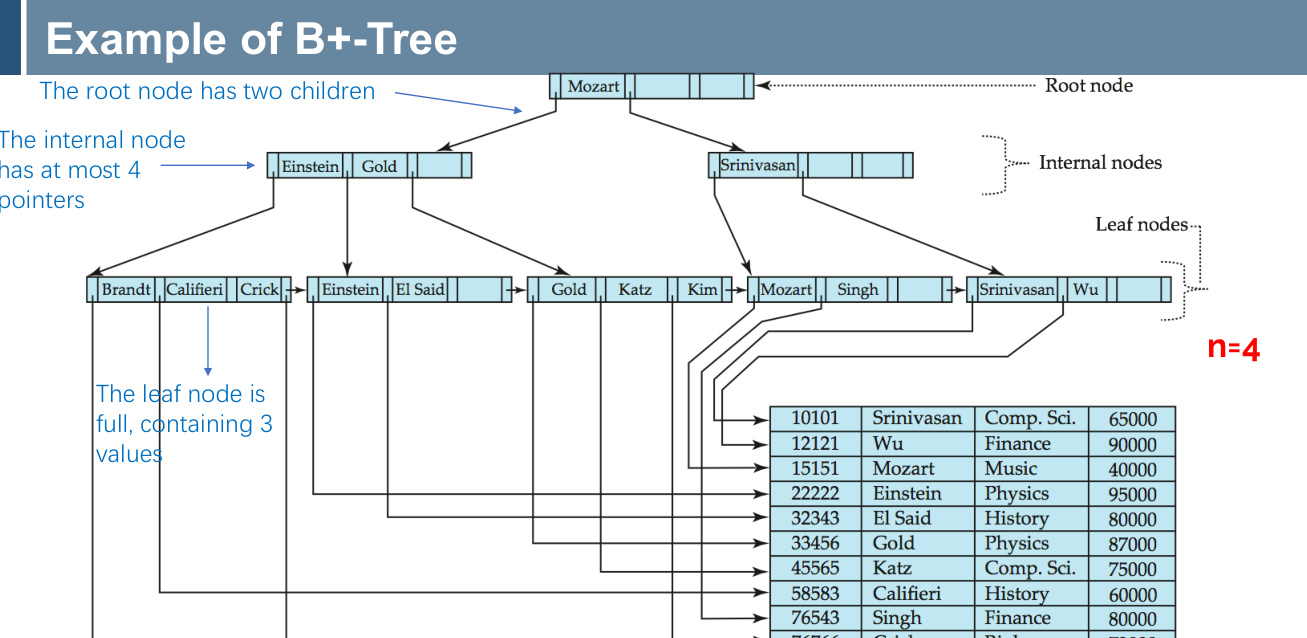 Example of B+-Tree
The root node has two children
Mozart
Root node
The internal node
has at most 4
pointers
Einstein Gold
Srinivasan
Internal nodes
Leaf nodes
Brandt Califieri Crick
Einstein El Said
Gold Katz Kim
Mozart Singh
Srinivasan Wu
n=4
The leaf node is
full, containing 3
values
10101 Srinivasan Comp. Sci. 65000
12121 Wu Finance 90000
15151 Mozart Music 40000
22222 Einstein Physics 95000
32343 El Said History 80000
33456 Gold Physics 87000
45565 Katz Comp. Sci. 75000
58583 Califieri History 60000
76543 Singh Finance 80000